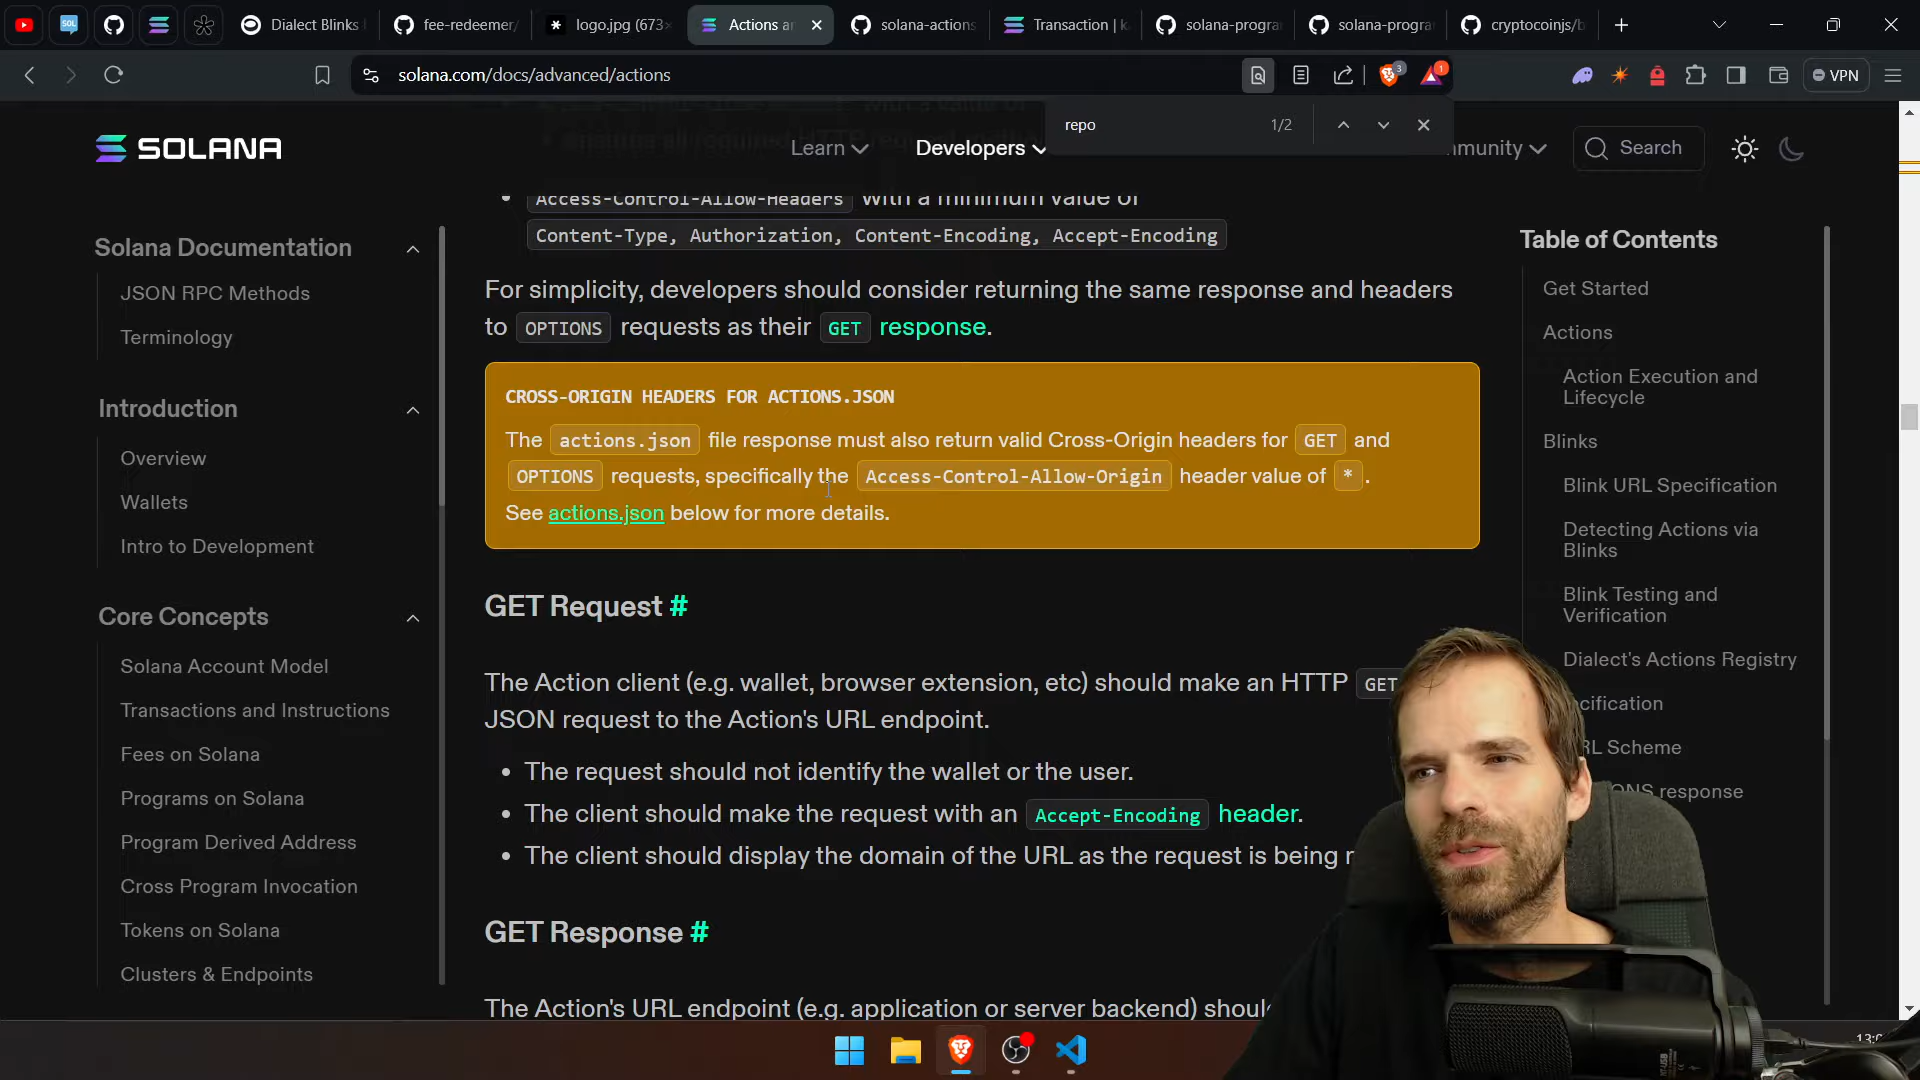 Dialect Blinks
fee-redeemer/
logo.jpg (673×
Actions a
solana-actions
Transaction | k
solana-progra
solana-progra
cryptocoinjs/b
solana.com/docs/advanced/actions
3
1
VPN
repo
1/2
SOLANA
Learn
Developers
mmunity
Search
Solana Documentation
JSON RPC Methods
Terminology
Introduction
Overview
Wallets
Intro to Development
Core Concepts
Solana Account Model
Transactions and Instructions
Fees on Solana
Programs on Solana
Program Derived Address
Cross Program Invocation
Tokens on Solana
Clusters & Endpoints
Access-Control-Allow-Headers with a minimum value of
Content-Type, Authorization, Content-Encoding, Accept-Encoding
For simplicity, developers should consider returning the same response and headers
to OPTIONS requests as their GET response.
CROSS-ORIGIN HEADERS FOR ACTIONS.JSON
The actions.json file response must also return valid Cross-Origin headers for GET and
OPTIONS requests, specifically the Access-Control-Allow-Origin header value of *.
See actions.json below for more details.
GET Request #
The Action client (e.g. wallet, browser extension, etc) should make an HTTP GET
JSON request to the Action's URL endpoint.
• The request should not identify the wallet or the user.
• The client should make the request with an Accept-Encoding header.
• The client should display the domain of the URL as the request is being
GET Response #
The Action's URL endpoint (e.g. application or server backend) shoul
Table of Contents
Get Started
Actions
Action Execution and
Lifecycle
Blinks
Blink URL Specification
Detecting Actions via
Blinks
Blink Testing and
Verification
Dialect's Actions Registry
cification
RL Scheme
ONS response